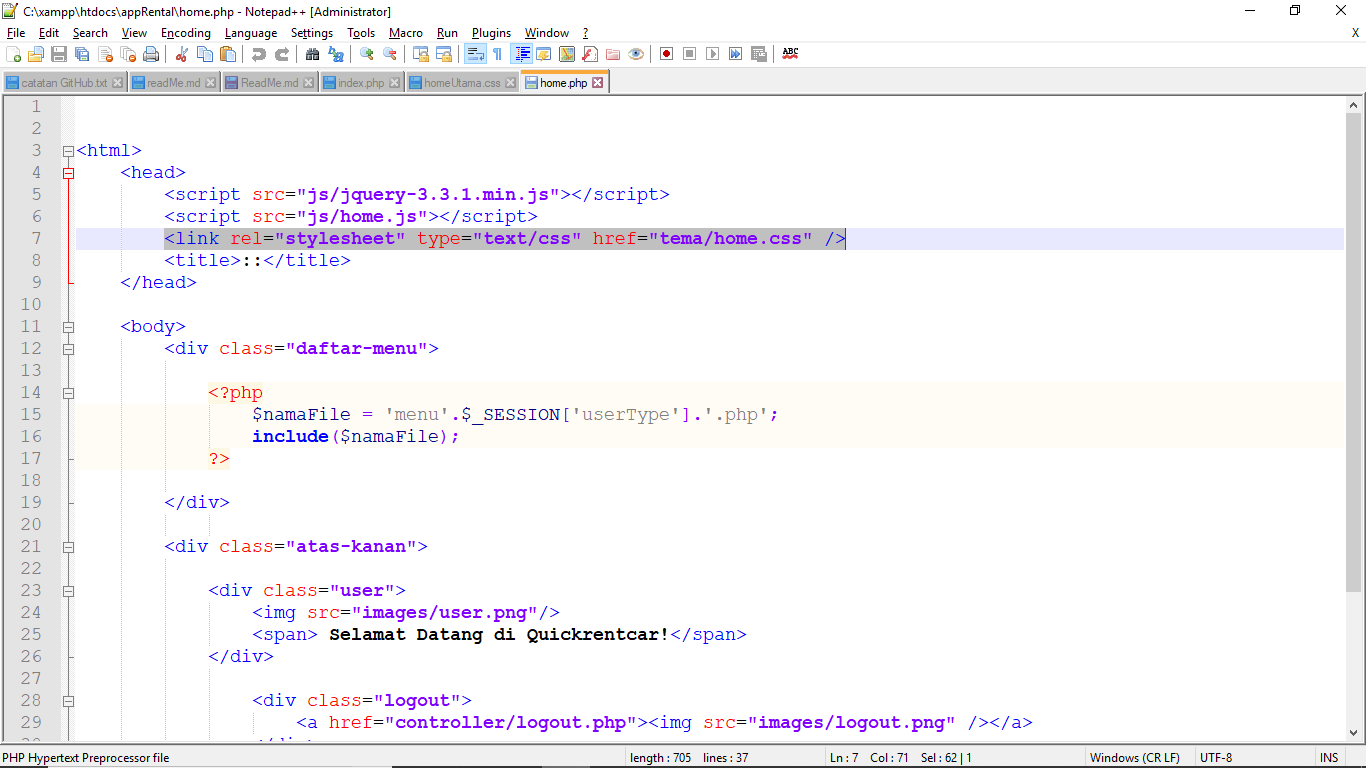 C:\xampp\htdocs\appRental\home.php - Notepad++ [Administrator]
File Edit Search View Encoding Language Settings Tools Macro Run Plugins Window ? X
ABC
catatan GitHub.txt readMe.md ReadMe.md index.php homeUtama.css home.php
1
2
3 <html>
4 <head>
5 <script src="js/jquery-3.3.1.min.js"></script>
6 <script src="js/home.js"></script>
7 <link rel="stylesheet" type="text/css" href="tema/home.css" />
8 <title>::</title>
9 </head>
10
11 <body>
12 <div class="daftar-menu">
13
14 <?php
15 $namaFile = 'menu'.$_SESSION['userType'].'.php';
16 include($namaFile);
17 ?>
18
19 </div>
20
21 <div class="atas-kanan">
22
23 <div class="user">
24 <img src="images/user.png"/>
25 <span> Selamat Datang di Quickrentcar!</span>
26 </div>
27
28 <div class="logout">
29 <a href="controller/logout.php"><img src="images/logout.png" /></a>
PHP Hypertext Preprocessor file length : 705 lines : 37 Ln : 7 Col : 71 Sel : 62 | 1 Windows (CR LF) UTF-8 INS